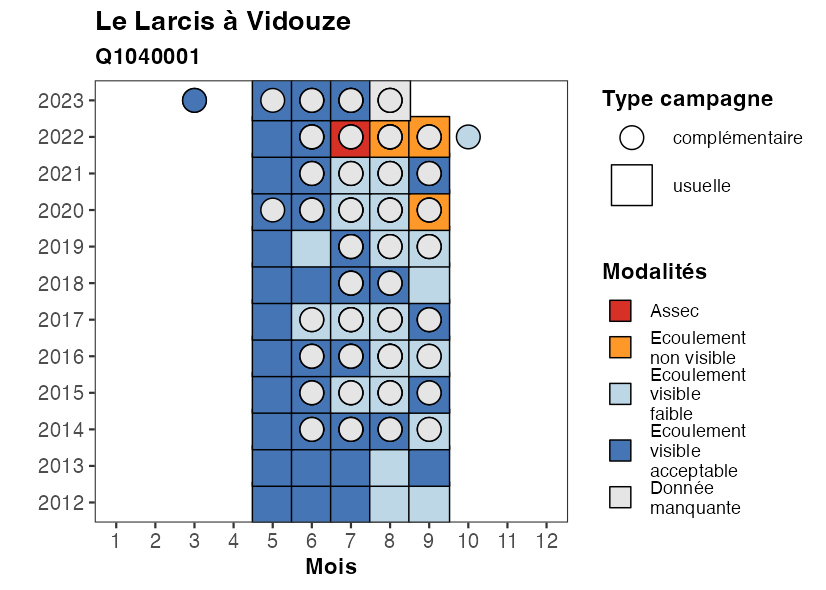 Le Larcis à Vidouze
Q1040001
2023
2022
2021
2020
2019
2018
2017
2016
2015
2014
2013
2012
1 2 3 4 5 6 7 8 9 10 11 12
Mois
Type campagne
complémentaire
usuelle
Modalités
Assec
Ecoulement
non visible
Ecoulement
visible
faible
Ecoulement
visible
acceptable
Donnée
manquante